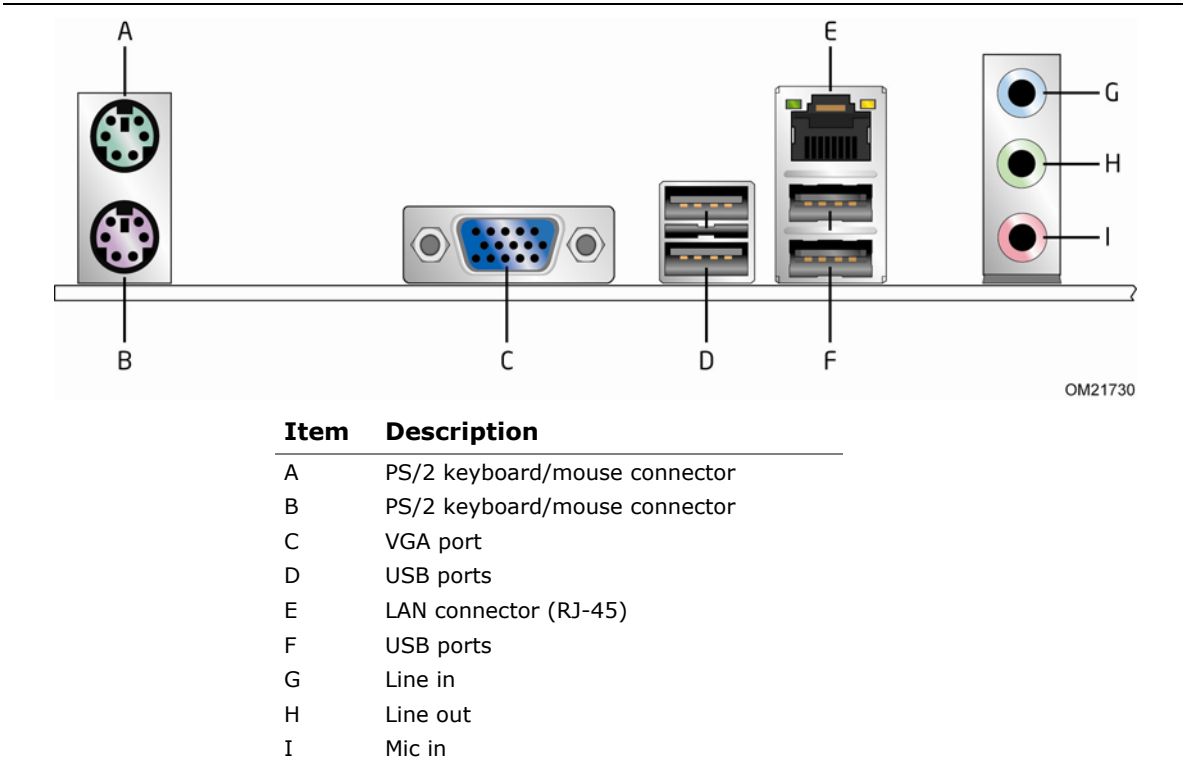 A
E
G
H
I
B
C
D
F
OM21730
Item Description
A PS/2 keyboard/mouse connector
B PS/2 keyboard/mouse connector
C VGA port
D USB ports
E LAN connector (RJ-45)
F USB ports
G Line in
H Line out
I Mic in